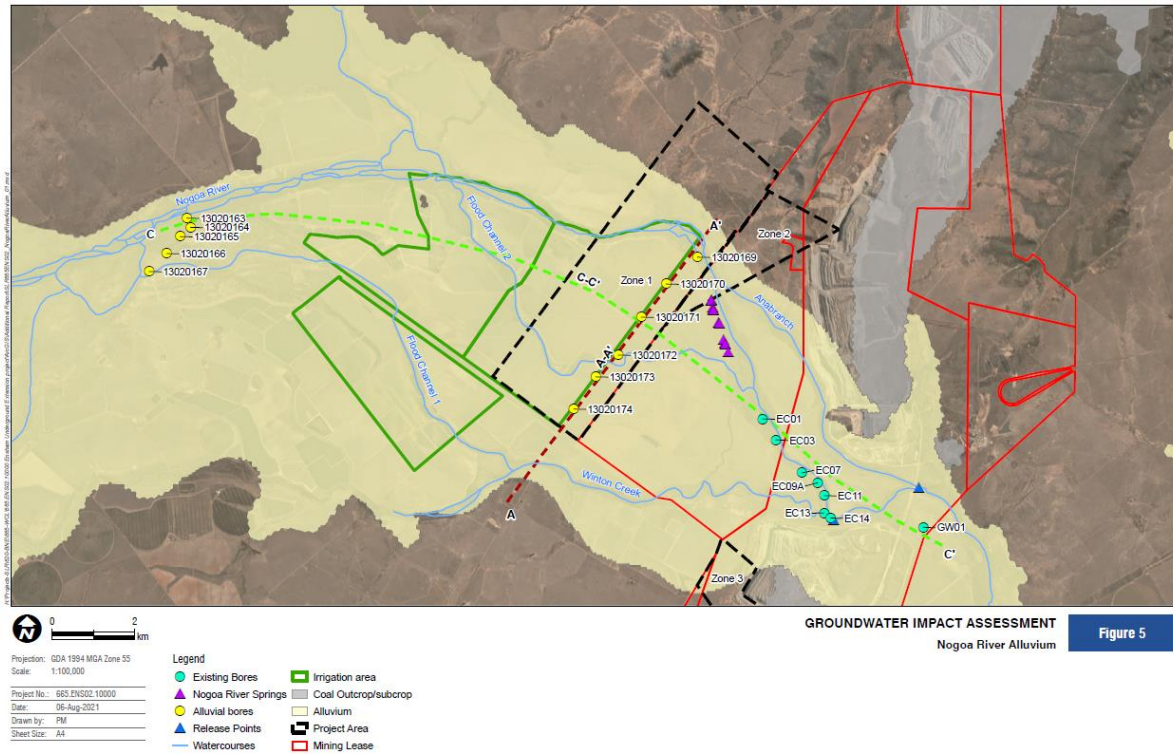 Nogoa River
13020163
13020164
C
13020165
13020166
13020167
Flood Channel 2
C-C'
Zone 1
A'
Zone 2
13020169
13020170
Anabranch
13020171
13020172
A-A'
13020173
13020174
Flood Channel 1
EC01
EC03
EC07
EC09A
EC11
Winton Creek
EC13
EC14
A
GW01
C'
Zone 3
N
0 2
km
Projection: GDA 1994 MGA Zone 55
Scale: 1:100,000
Project No.: 665.ENS02.10000
Date: 06-Aug-2021
Drawn by: PM
Sheet Size: A4
Legend
Existing Bores
Nogoa River Springs
Alluvial bores
Release Points
Watercourses
Irrigation area
Coal Outcrop/subcrop
Alluvium
Project Area
Mining Lease
GROUNDWATER IMPACT ASSESSMENT
Nogoa River Alluvium
Figure 5